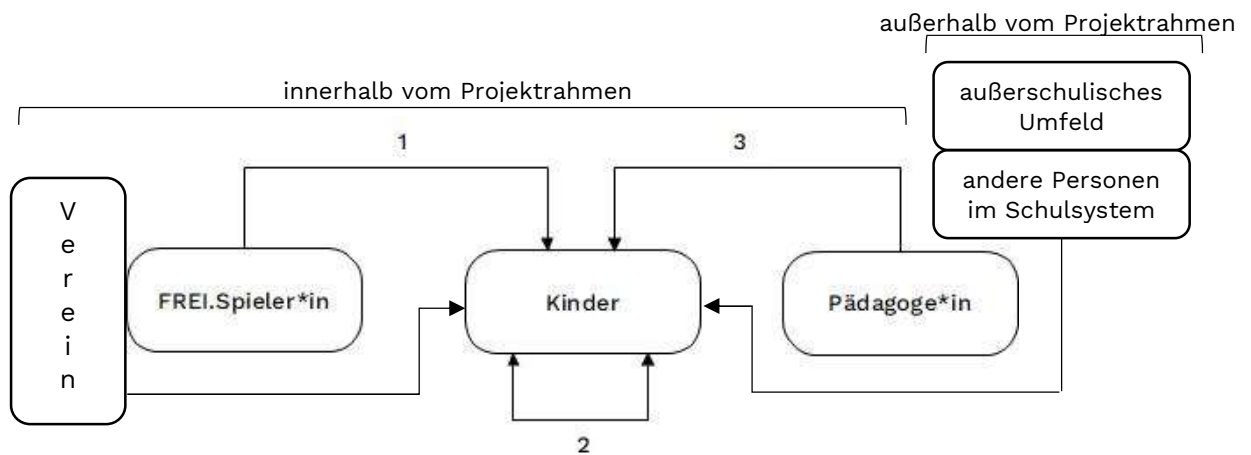 außerhalb vom Projektrahmen
innerhalb vom Projektrahmen
außerschulisches
Umfeld
1
3
andere Personen
im Schulsystem
V
e
r
e
i
n
FREI.Spieler*in
Kinder
Pädagoge*in
2